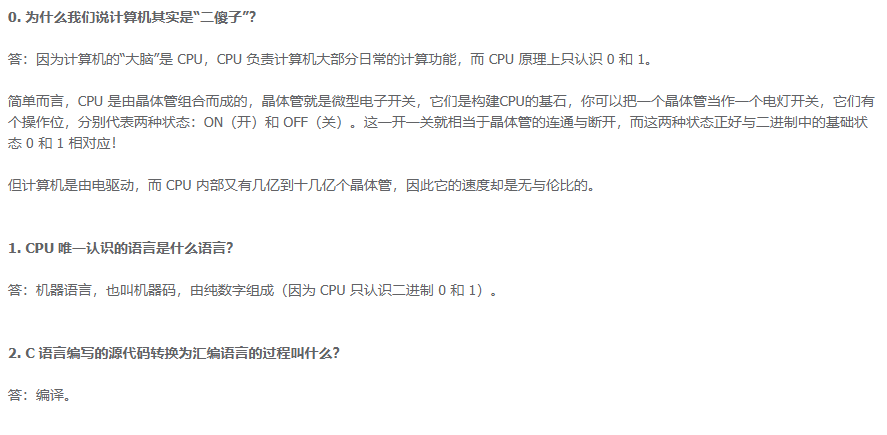 0. 为什么我们说计算机其实是“二傻子”？
答：因为计算机的“大脑”是 CPU，CPU 负责计算机大部分日常的计算功能，而 CPU 原理上只认识 0 和 1。
简单而言，CPU 是由晶体管组合而成的，晶体管就是微型电子开关，它们是构建CPU的基石，你可以把一个晶体管当作一个电灯开关，它们有
个操作位，分别代表两种状态：ON（开）和 OFF（关）。这一开一关就相当于晶体管的连通与断开，而这两种状态正好与二进制中的基础状
态 0 和 1 相对应！
但计算机是由电驱动，而 CPU 内部又有几亿到十几亿个晶体管，因此它的速度却是无与伦比的。
1. CPU 唯一认识的语言是什么语言？
答：机器语言，也叫机器码，由纯数字组成（因为 CPU 只认识二进制 0 和 1）。
2. C 语言编写的源代码转换为汇编语言的过程叫什么？
答：编译。